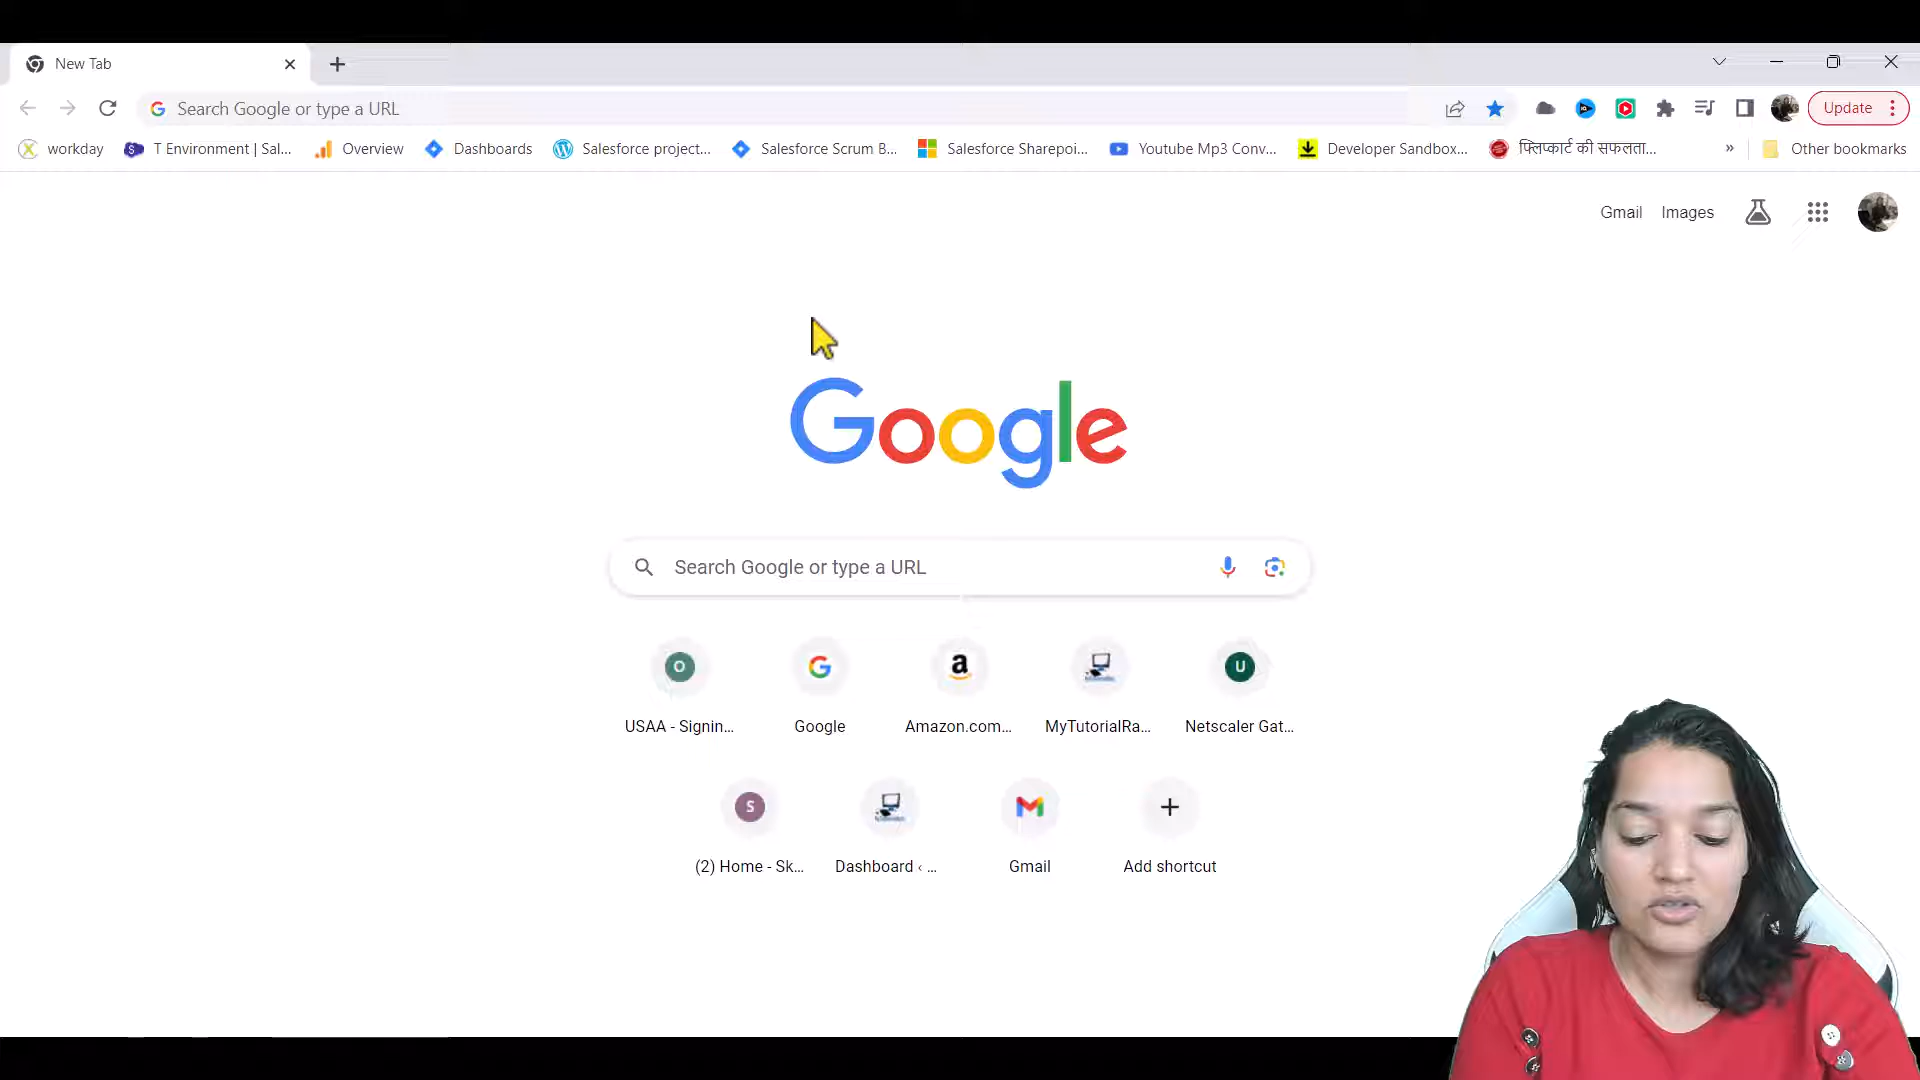 New Tab
Search Google or type a URL
Update
workday
T Environment | Sal...
Overview
Dashboards
Salesforce project...
Salesforce Scrum B...
Salesforce Sharepoi...
Youtube Mp3 Conv...
Developer Sandbox...
फ्लिप्कार्ट की सफलता...
»
Other bookmarks
Gmail
Images
Google
Search Google or type a URL
O
G
a
U
USAA - Signin...
Google
Amazon.com...
MyTutorialRa...
Netscaler Gat...
S
(2) Home - Sk...
Dashboard ‹ ...
Gmail
Add shortcut